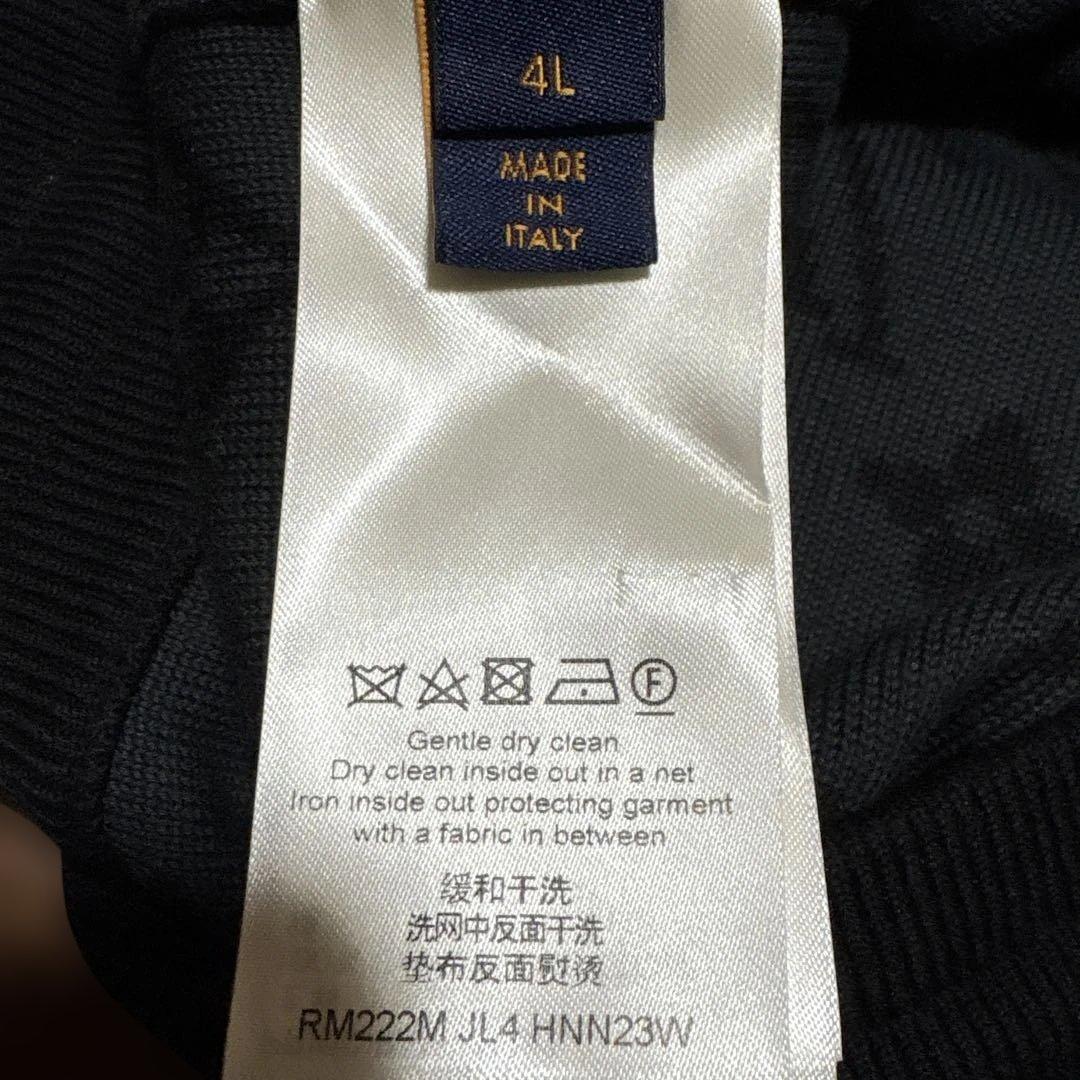 4L
MADE
IN
ITALY
F
Gentle dry clean
Dry clean inside out in a net
Iron inside out protecting garment
with a fabric in between
缓和干洗
洗网中反面干洗
垫布反面熨烫
RM222M JL4 HNN23W